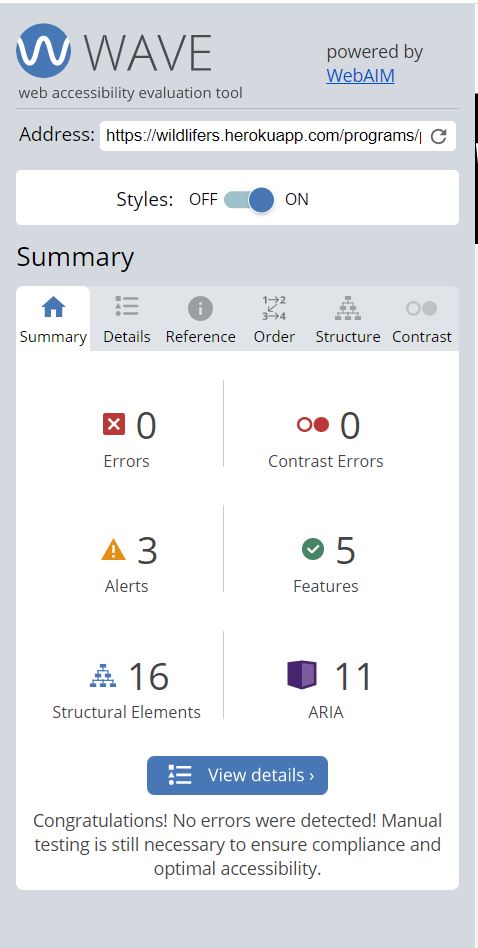 WAVE
web accessibility evaluation tool
powered by
WebAIM
Address: https://wildlifers.herokuapp.com/programs/
Styles: OFF ON
Summary
Summary Details Reference Order Structure Contrast
0
Errors
0
Contrast Errors
3
Alerts
5
Features
16
Structural Elements
11
ARIA
View details ›
Congratulations! No errors were detected! Manual
testing is still necessary to ensure compliance and
optimal accessibility.